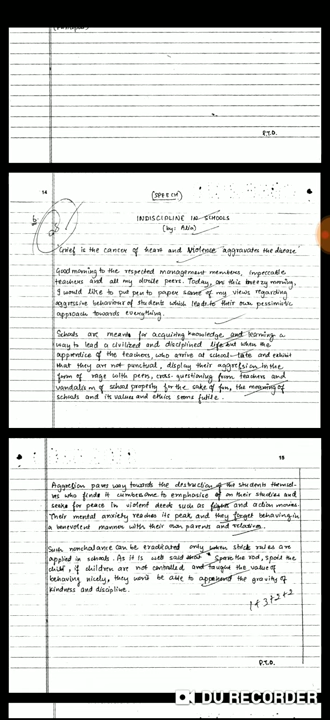 P.T.O.
14
(SPEECH)
INDISCIPLINE IN SCHOOLS
(by: Alia)
"Grief is the cancer of heart and violence aggravates the disease"
Good morning to the respected management members, impeccable
teachers and all my docile peers. Today, on this breezy morning,
I would like to put pen to paper some of my views regarding
aggressive behaviour of students which leads to their own pessimistic
approach towards everything.
Schools are means for acquiring knowledge and learning a
way to lead a civilized and disciplined life but when the
apprentice of the teachers, who arrive at school late and exhibit
that they are not punctual, display their aggression in the
form of rage with peers, cross-questioning from teachers and
vandalism of school property for the sake of fun, the meaning of
schools and its values and ethics seems futile.
15
Aggression paves way towards the destruction of the students themsel-
ves who finds it cumbersome to emphasise on their studies and
seeks for peace in violent deeds such as fights and action movies.
Their mental anxiety reaches its peak and they forget behaving in
a benevolent manner with their own parents and relatives.
Such nonchalance can be eradicated only when strict rules are
applied in schools. As it is well said that "Spare the rod, spoil the
child", if children are not controlled and taught the value of
behaving nicely, they won't be able to apprehend the gravity of
kindness and discipline.
1+3+2+2
P.T.O.
DU RECORDER